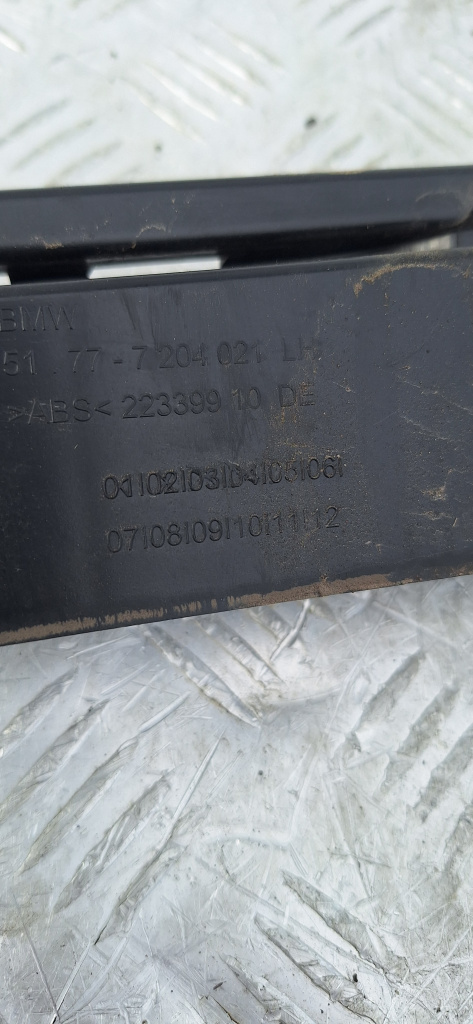 BMW
51 . 77 - 7 204 021 LH
>ABS< 223399 10 DE
01|02|03|04|05|06|
07|08|09|10|11|12